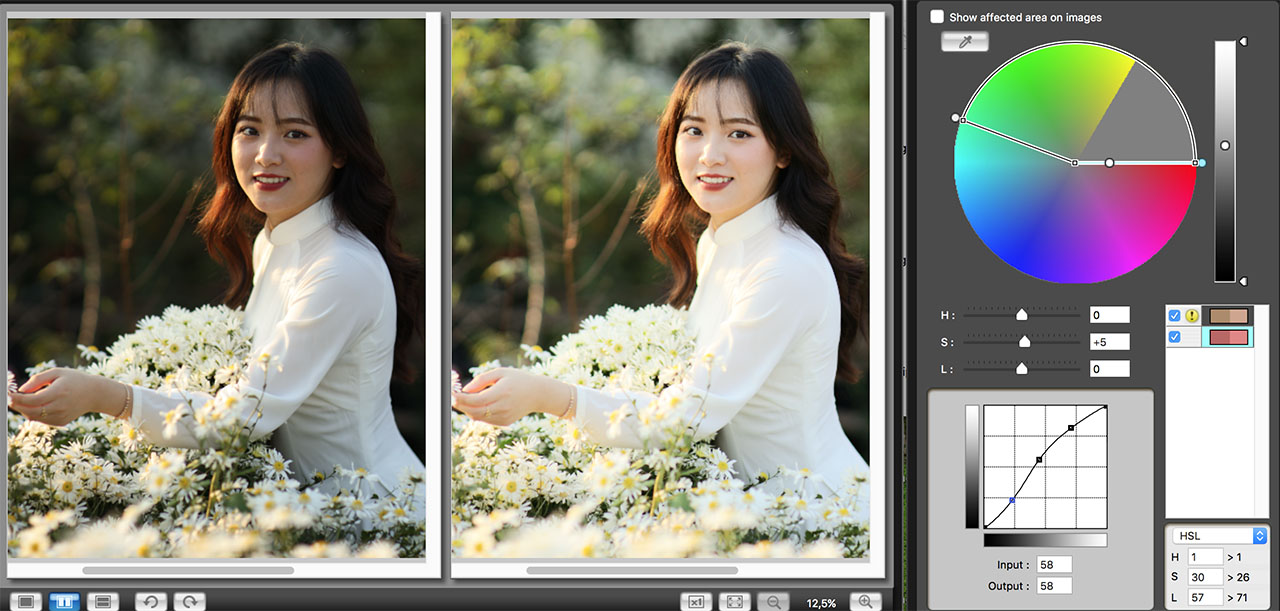 Show affected area on images
H : 0
S : +5
L : 0
!
Input : 58
Output : 58
HSL
H 1 > 1
S 30 > 26
L 57 > 71
x1
12,5%